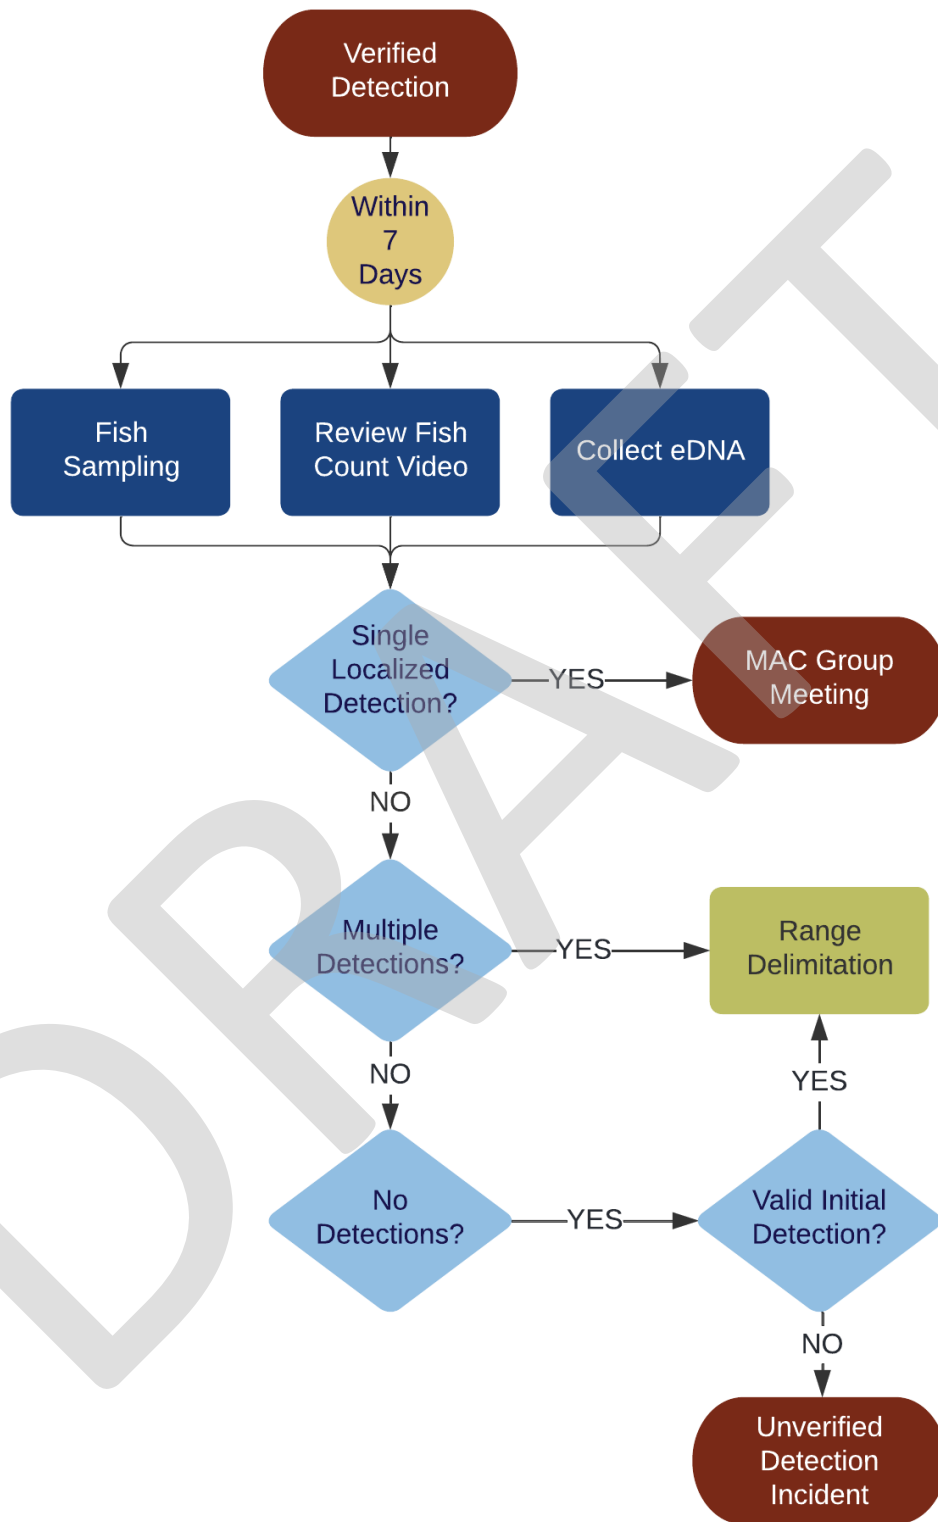 Verified
Detection
Within
7
Days
Fish
Sampling
Review Fish
Count Video
Collect eDNA
Single
Localized
Detection?
YES
MAC Group
Meeting
NO
Multiple
Detections?
YES
Range
Delimitation
NO
YES
No
Detections?
YES
Valid Initial
Detection?
NO
Unverified
Detection
Incident
DRAFT